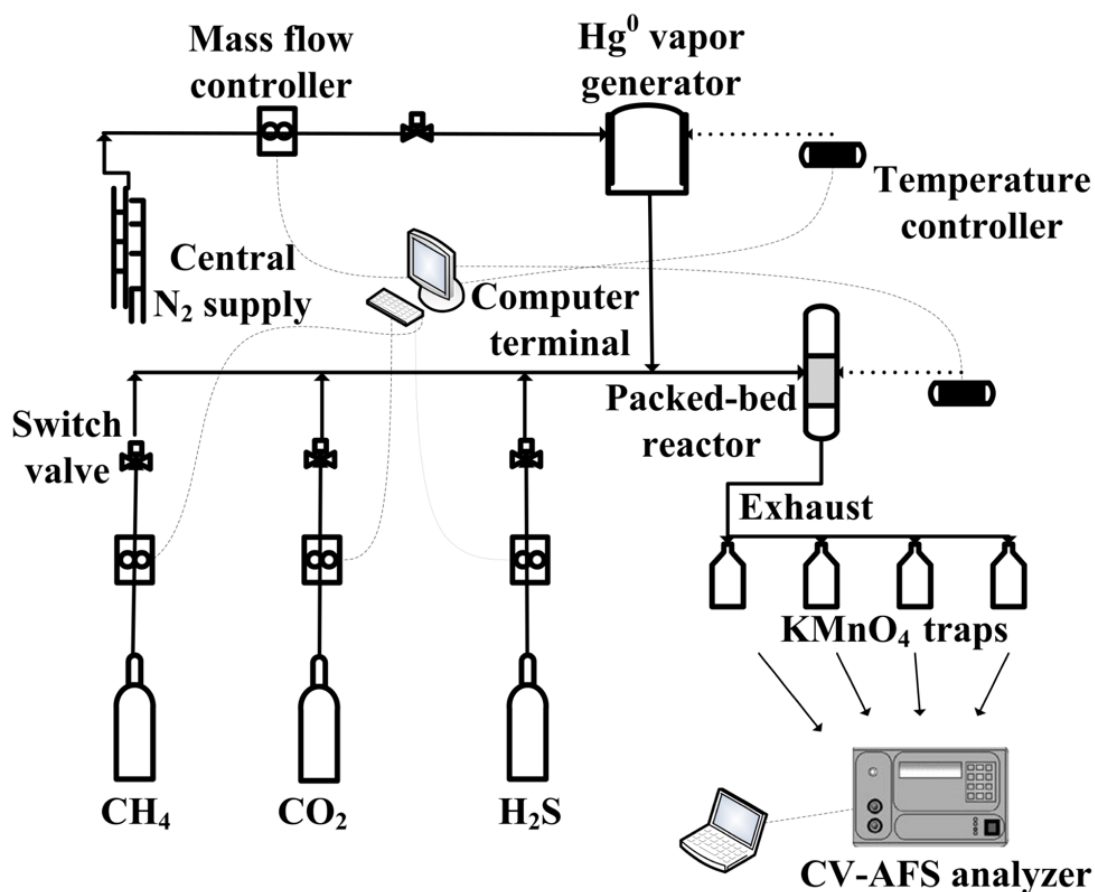 Mass flow
controller
Hg⁰ vapor
generator
Temperature
controller
Central
N₂ supply
Computer
terminal
Switch
valve
Packed-bed
reactor
Exhaust
KMnO₄ traps
CH₄
CO₂
H₂S
CV-AFS analyzer